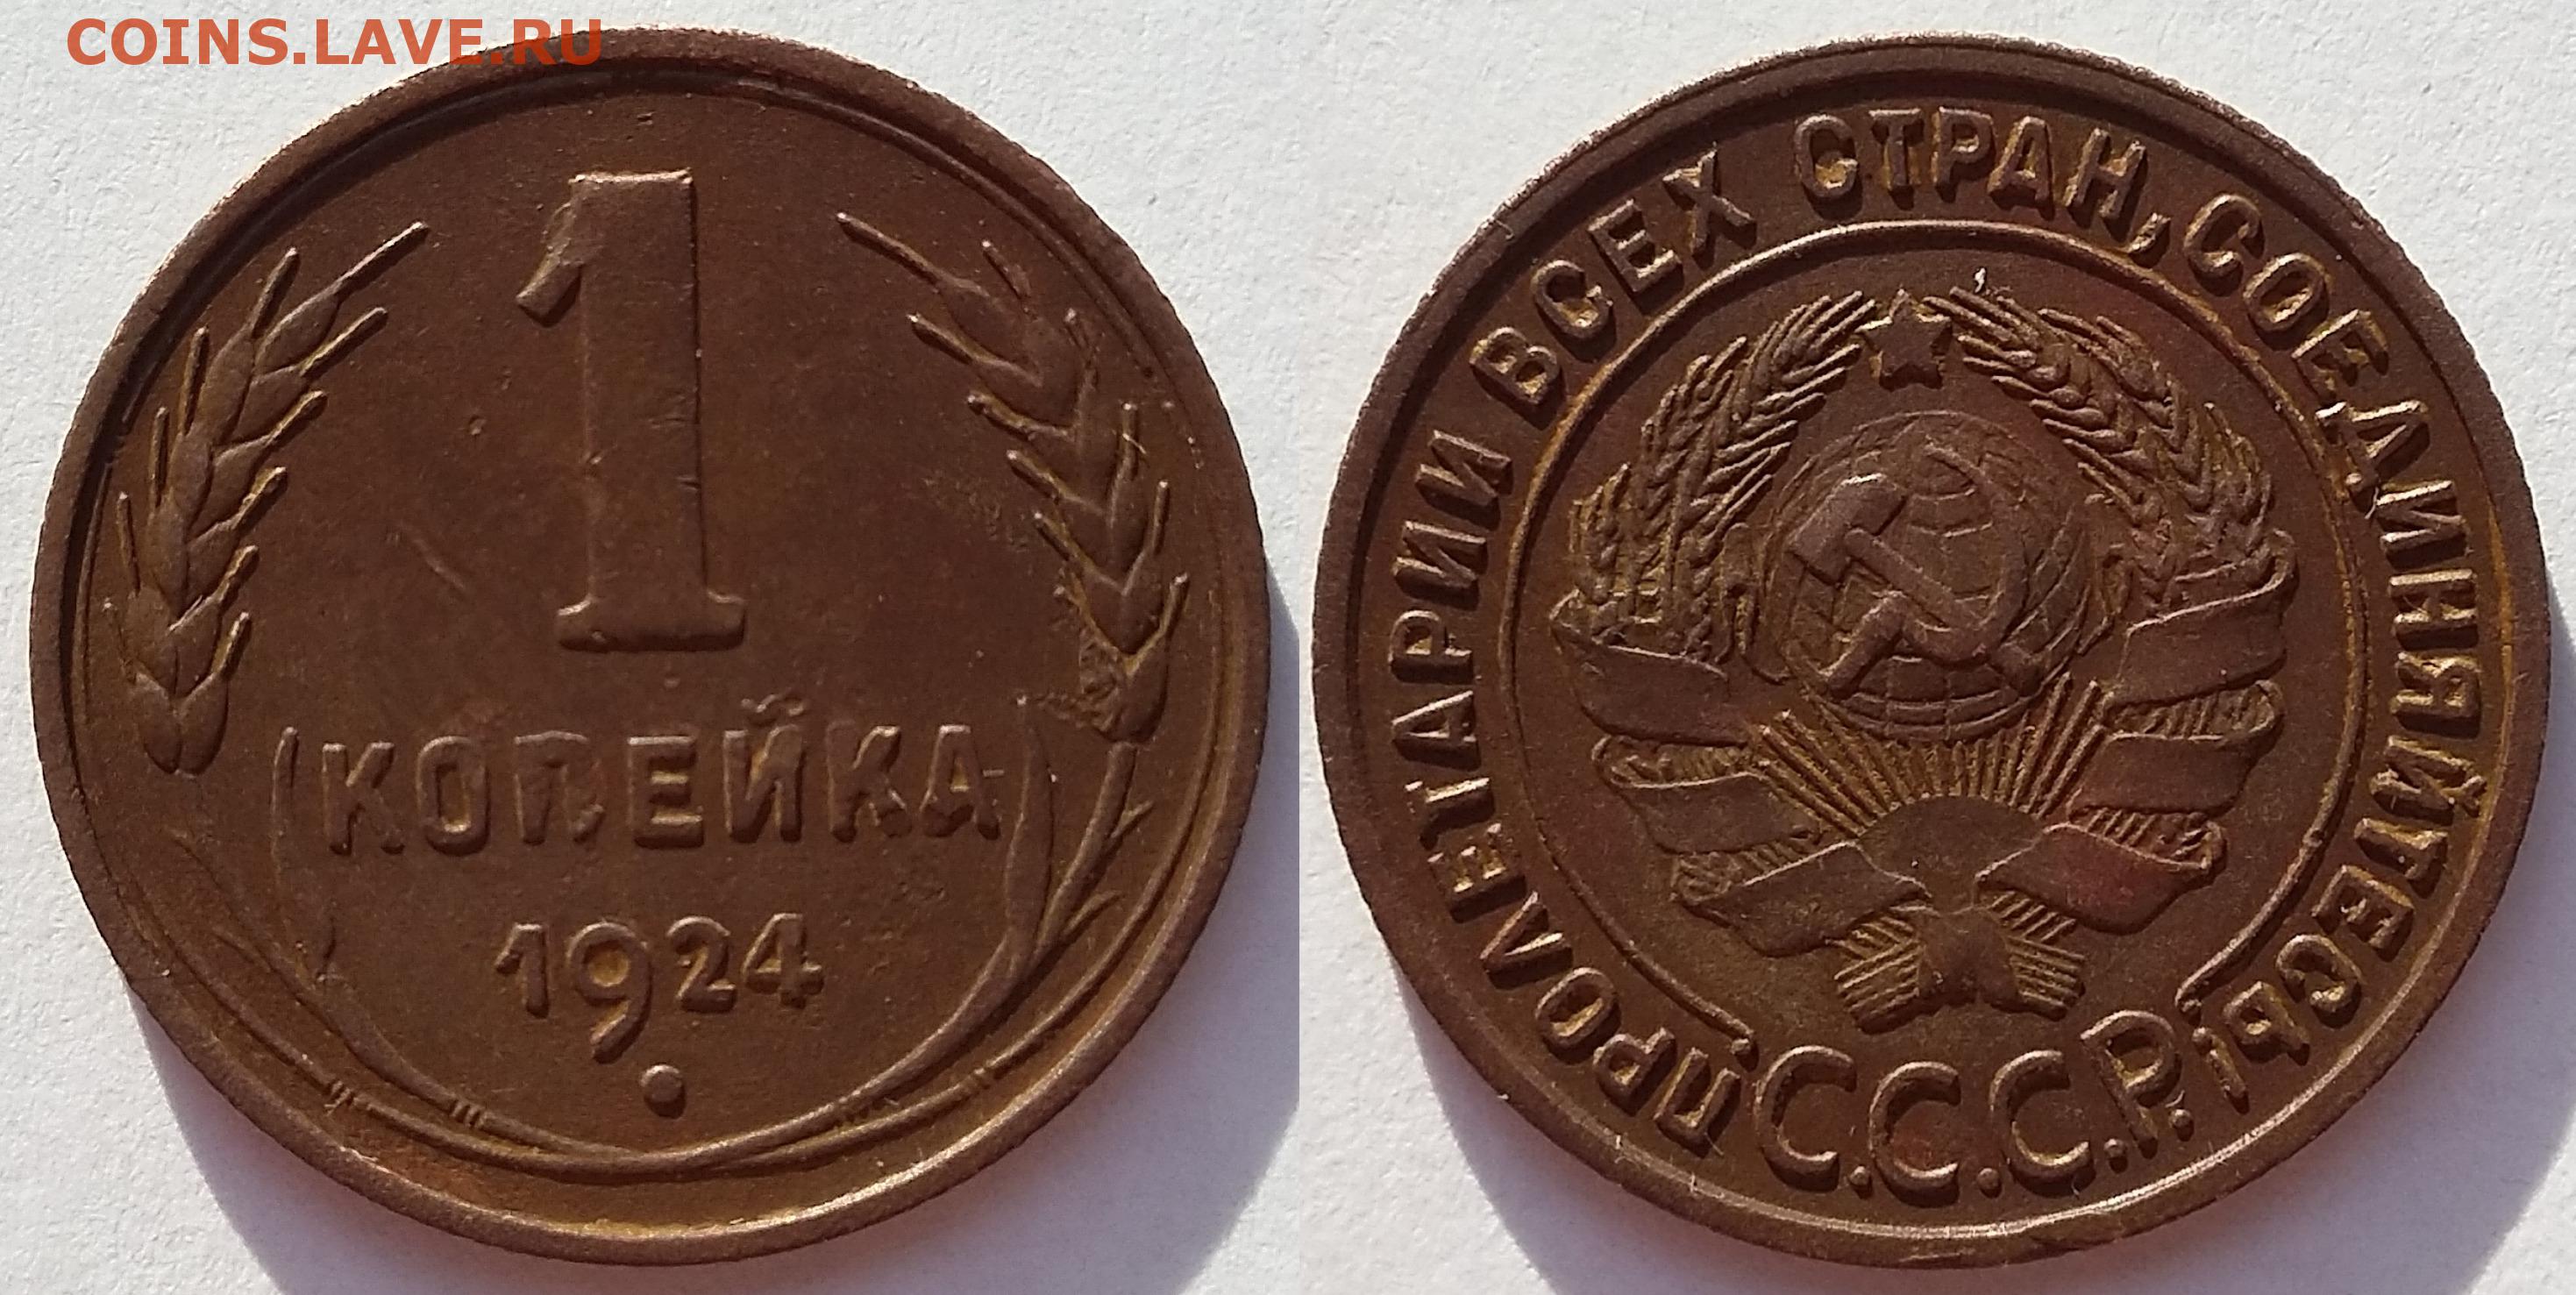 COINS.LAVE.RU
1
КОПЕЙКА
1924
ПРОЛЕТАРИИ ВСЕХ СТРАН, СОЕДИНЯЙТЕСЬ!
С.С.С.Р.